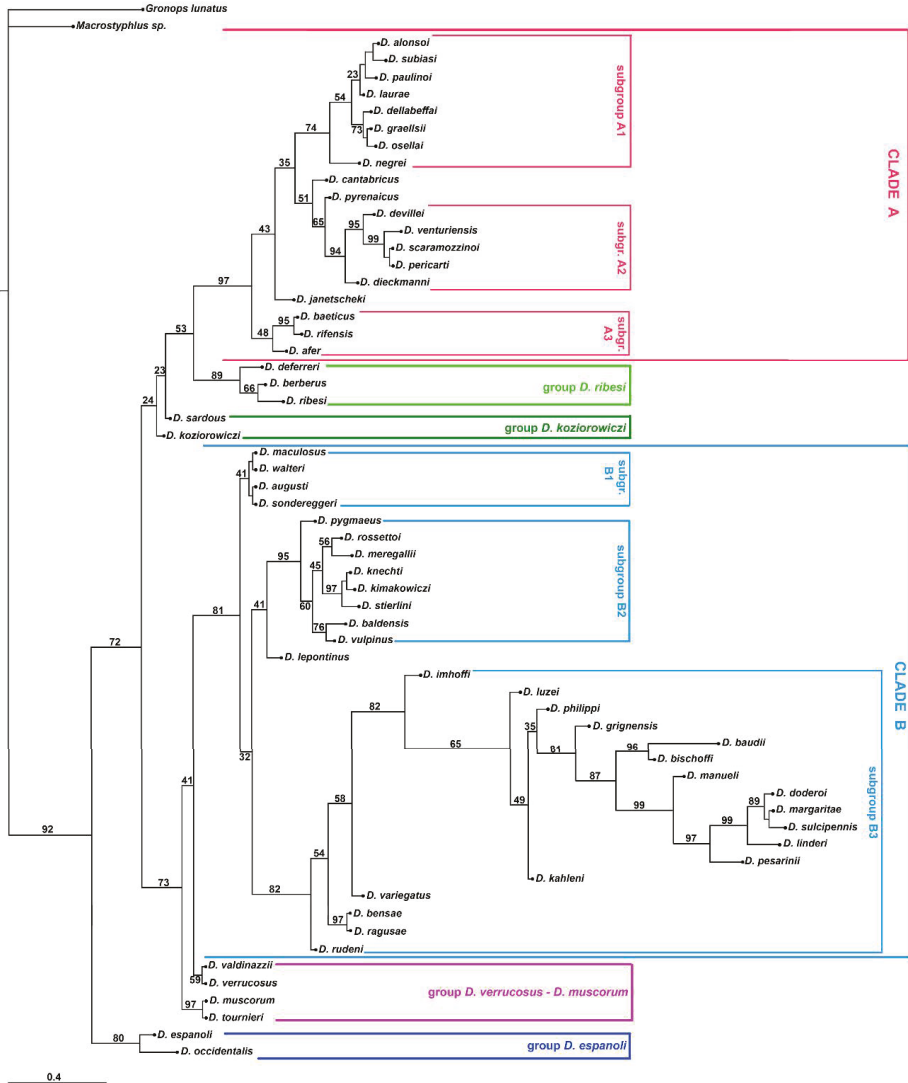 Gronops lunatus
Macrostyphlus sp.
D. alonsoi
D. subiasi
23
D. paulinoi
D. laurae
54
D. dellabeffai
73
D. graellsii
74
D. osellai
D. negrei
subgroup A1
35
D. cantabricus
51
D. pyrenaicus
65
D. devillei
95
D. venturiensis
99
D. scaramozzinoi
94
D. pericarti
D. dieckmanni
subgr. A2
43
D. janetscheki
97
D. baeticus
95
D. rifensis
48
D. afer
subgr.
A3
CLADE A
53
D. deferreri
89
D. berberus
66
D. ribesi
group D. ribesi
23
D. sardous
24
D. koziorowiczi
group D. koziorowiczi
D. maculosus
41
D. walteri
D. augusti
D. sondereggeri
subgr.
B1
D. pygmaeus
D. rossettoi
56
D. meregallii
95
45
D. knechti
97
D. kimakowiczi
60
D. stierlini
41
D. baldensis
76
D. vulpinus
subgroup B2
81
D. lepontinus
72
D. imhoffi
82
D. luzei
D. philippi
35
D. grignensis
65
81
D. baudii
96
D. bischoffi
32
87
D. manueli
41
D. doderoi
89
D. margaritae
99
58
49
D. sulcipennis
99
D. linderi
92
97
D. pesarinii
54
D. kahleni
73
82
D. variegatus
97
D. bensae
D. ragusae
D. rudeni
subgroup B3
CLADE B
D. valdinazzii
59
D. verrucosus
97
D. muscorum
D. tournieri
group D. verrucosus - D. muscorum
80
D. espanoli
D. occidentalis
group D. espanoli
0.4